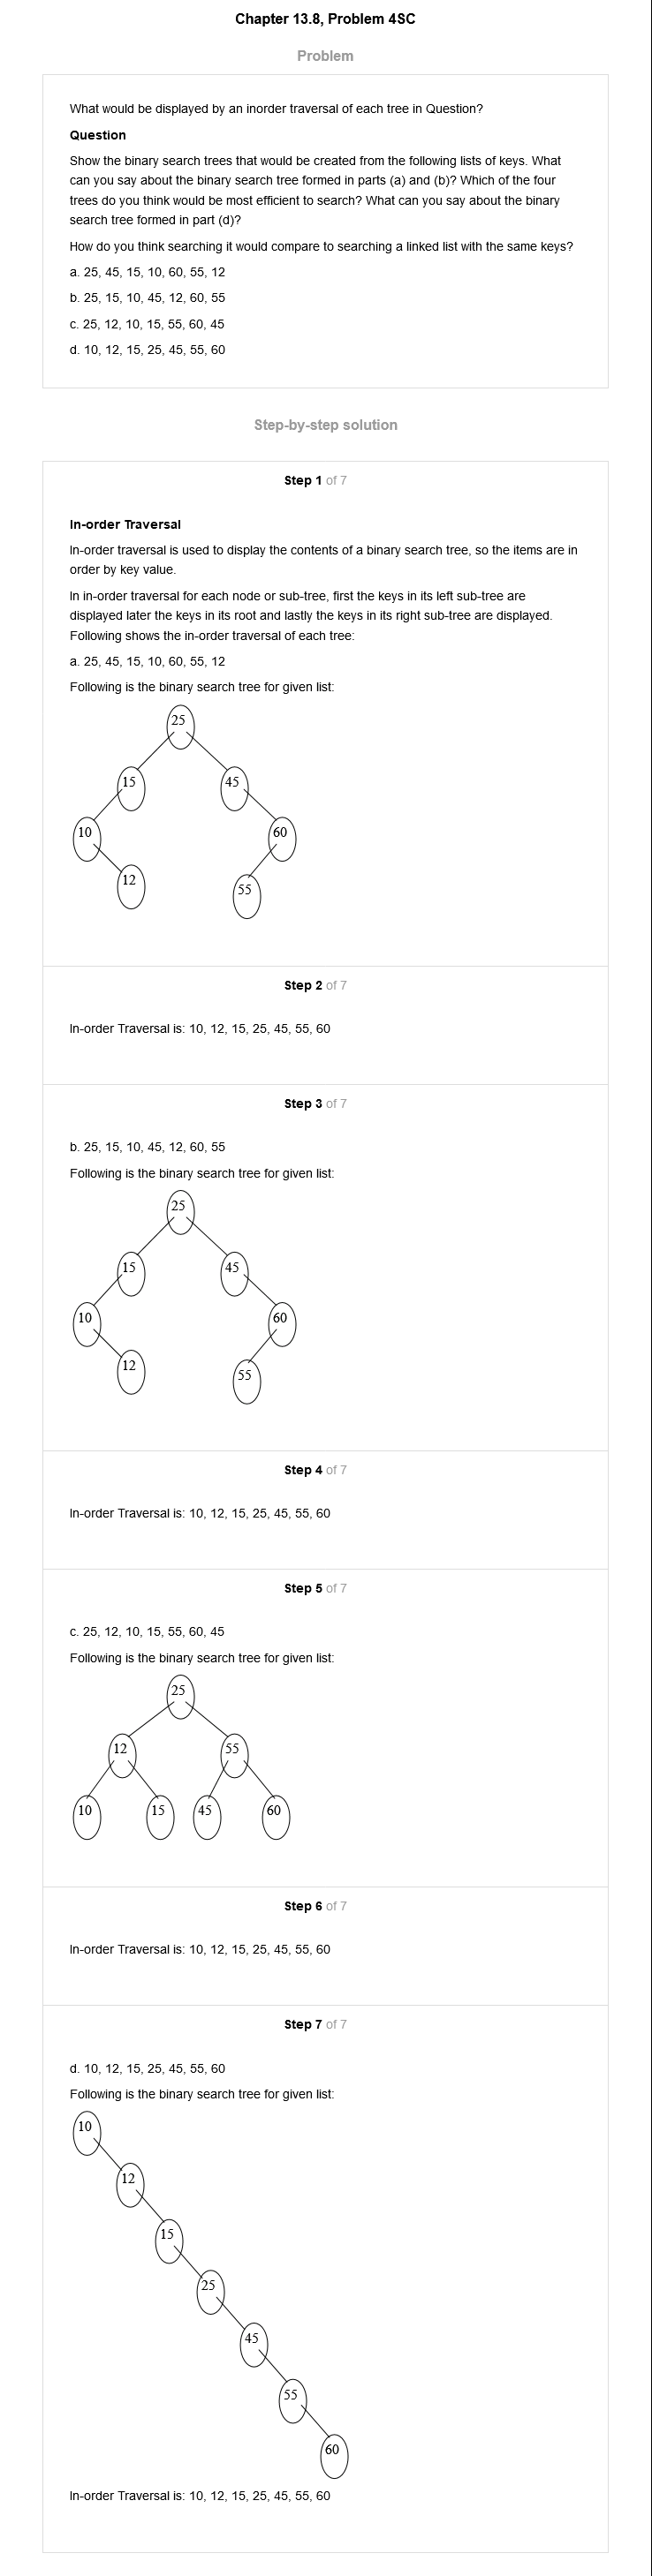 Chapter 13.8, Problem 4SC
Problem
What would be displayed by an inorder traversal of each tree in Question?
Question
Show the binary search trees that would be created from the following lists of keys. What
can you say about the binary search tree formed in parts (a) and (b)? Which of the four
trees do you think would be most efficient to search? What can you say about the binary
search tree formed in part (d)?
How do you think searching it would compare to searching a linked list with the same keys?
a. 25, 45, 15, 10, 60, 55, 12
b. 25, 15, 10, 45, 12, 60, 55
c. 25, 12, 10, 15, 55, 60, 45
d. 10, 12, 15, 25, 45, 55, 60
Step-by-step solution
Step 1 of 7
In-order Traversal
In-order traversal is used to display the contents of a binary search tree, so the items are in
order by key value.
In in-order traversal for each node or sub-tree, first the keys in its left sub-tree are
displayed later the keys in its root and lastly the keys in its right sub-tree are displayed.
Following shows the in-order traversal of each tree:
a. 25, 45, 15, 10, 60, 55, 12
Following is the binary search tree for given list:
25
15 45
10 60
12 55
Step 2 of 7
In-order Traversal is: 10, 12, 15, 25, 45, 55, 60
Step 3 of 7
b. 25, 15, 10, 45, 12, 60, 55
Following is the binary search tree for given list:
25
15 45
10 60
12 55
Step 4 of 7
In-order Traversal is: 10, 12, 15, 25, 45, 55, 60
Step 5 of 7
c. 25, 12, 10, 15, 55, 60, 45
Following is the binary search tree for given list:
25
12 55
10 15 45 60
Step 6 of 7
In-order Traversal is: 10, 12, 15, 25, 45, 55, 60
Step 7 of 7
d. 10, 12, 15, 25, 45, 55, 60
Following is the binary search tree for given list:
10
12
15
25
45
55
60
In-order Traversal is: 10, 12, 15, 25, 45, 55, 60